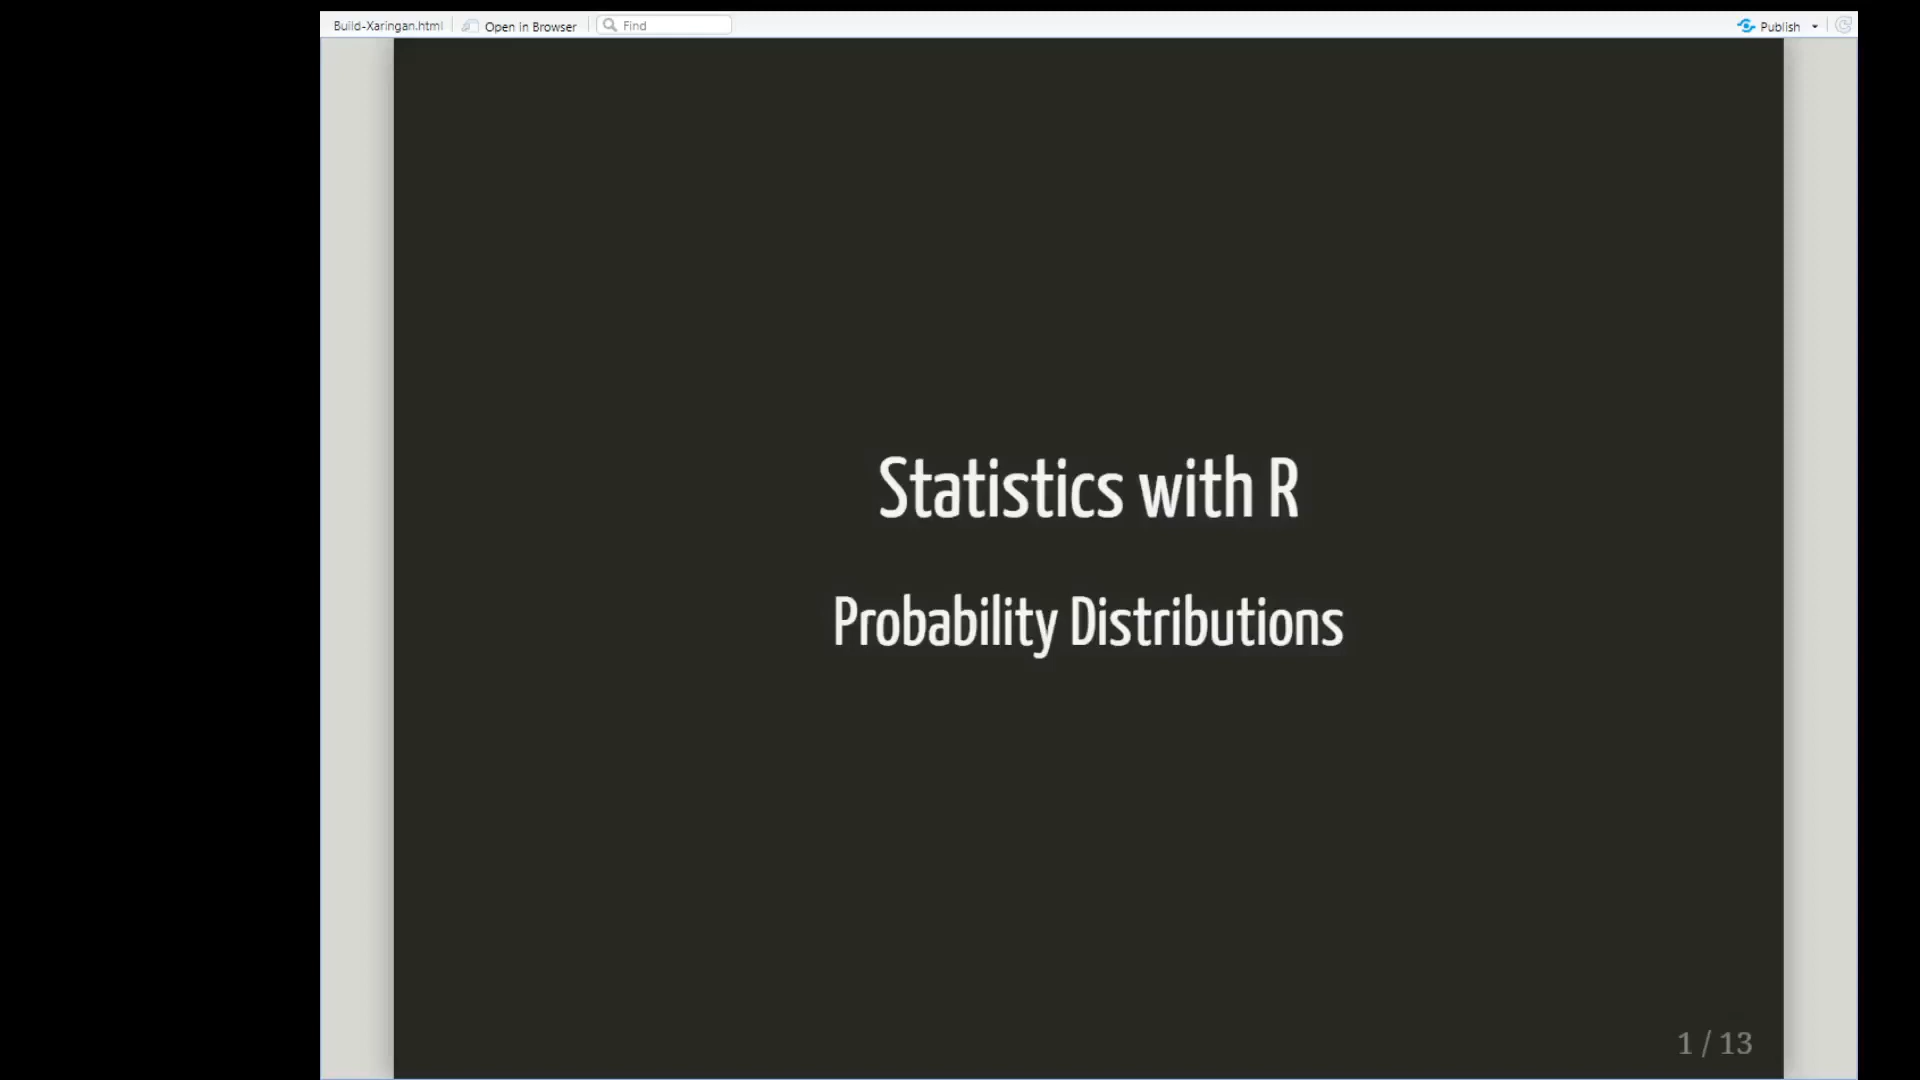 Build-Xaringan.html Open in Browser Find Publish
Statistics with R
Probability Distributions
1 / 13